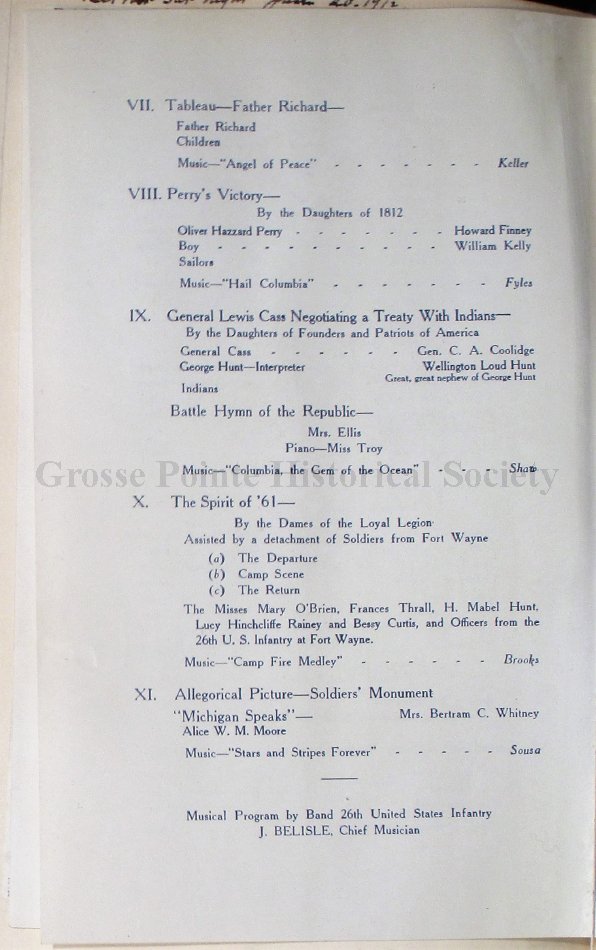 20. 1912
VII. Tableau—Father Richard—
Father Richard
Children
Music—"Angel of Peace" - - - - - - - Keller
VIII. Perry's Victory—
By the Daughters of 1812
Oliver Hazzard Perry - - - - - - - Howard Finney
Boy - - - - - - - - - - William Kelly
Sailors
Music—"Hail Columbia" - - - - - - - Fyles
IX. General Lewis Cass Negotiating a Treaty With Indians—
By the Daughters of Founders and Patriots of America
General Cass - - - - - - Gen. C. A. Coolidge
George Hunt—Interpreter Wellington Loud Hunt
Great, great nephew of George Hunt
Indians
Battle Hymn of the Republic—
Mrs. Ellis
Piano—Miss Troy
Music—"Columbia, the Gem of the Ocean" - - - Shaw
Grosse Pointe Historical Society
X. The Spirit of '61—
By the Dames of the Loyal Legion
Assisted by a detachment of Soldiers from Fort Wayne
(a) The Departure
(b) Camp Scene
(c) The Return
The Misses Mary O'Brien, Frances Thrall, H. Mabel Hunt,
Lucy Hinchcliffe Rainey and Bessy Curtis, and Officers from the
26th U. S. Infantry at Fort Wayne.
Music—"Camp Fire Medley" - - - - - - Brooks
XI. Allegorical Picture—Soldiers' Monument
"Michigan Speaks"— Mrs. Bertram C. Whitney
Alice W. M. Moore
Music—"Stars and Stripes Forever" - - - - - Sousa
Musical Program by Band 26th United States Infantry
J. BELISLE, Chief Musician